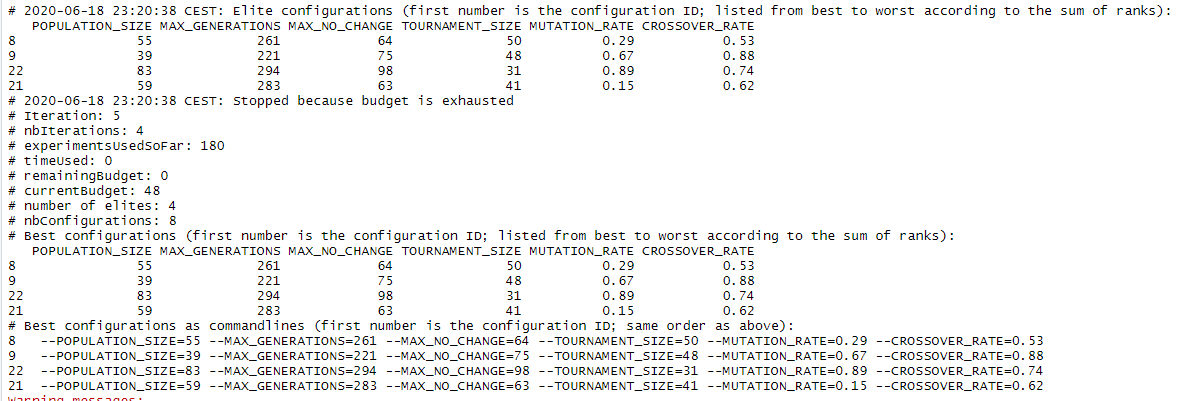 # 2020-06-18 23:20:38 CEST: Elite configurations (first number is the configuration ID; listed from best to worst according to the sum of ranks):
   POPULATION_SIZE MAX_GENERATIONS MAX_NO_CHANGE TOURNAMENT_SIZE MUTATION_RATE CROSSOVER_RATE
8               55             261            64              50          0.29           0.53
9               39             221            75              48          0.67           0.88
22              83             294            98              31          0.89           0.74
21              59             283            63              41          0.15           0.62
# 2020-06-18 23:20:38 CEST: Stopped because budget is exhausted
# Iteration: 5
# nbIterations: 4
# experimentsUsedSoFar: 180
# timeUsed: 0
# remainingBudget: 0
# currentBudget: 48
# number of elites: 4
# nbConfigurations: 8
# Best configurations (first number is the configuration ID; listed from best to worst according to the sum of ranks):
   POPULATION_SIZE MAX_GENERATIONS MAX_NO_CHANGE TOURNAMENT_SIZE MUTATION_RATE CROSSOVER_RATE
8               55             261            64              50          0.29           0.53
9               39             221            75              48          0.67           0.88
22              83             294            98              31          0.89           0.74
21              59             283            63              41          0.15           0.62
# Best configurations as commandlines (first number is the configuration ID; same order as above):
8   --POPULATION_SIZE=55 --MAX_GENERATIONS=261 --MAX_NO_CHANGE=64 --TOURNAMENT_SIZE=50 --MUTATION_RATE=0.29 --CROSSOVER_RATE=0.53
9   --POPULATION_SIZE=39 --MAX_GENERATIONS=221 --MAX_NO_CHANGE=75 --TOURNAMENT_SIZE=48 --MUTATION_RATE=0.67 --CROSSOVER_RATE=0.88
22  --POPULATION_SIZE=83 --MAX_GENERATIONS=294 --MAX_NO_CHANGE=98 --TOURNAMENT_SIZE=31 --MUTATION_RATE=0.89 --CROSSOVER_RATE=0.74
21  --POPULATION_SIZE=59 --MAX_GENERATIONS=283 --MAX_NO_CHANGE=63 --TOURNAMENT_SIZE=41 --MUTATION_RATE=0.15 --CROSSOVER_RATE=0.62
Warning messages: